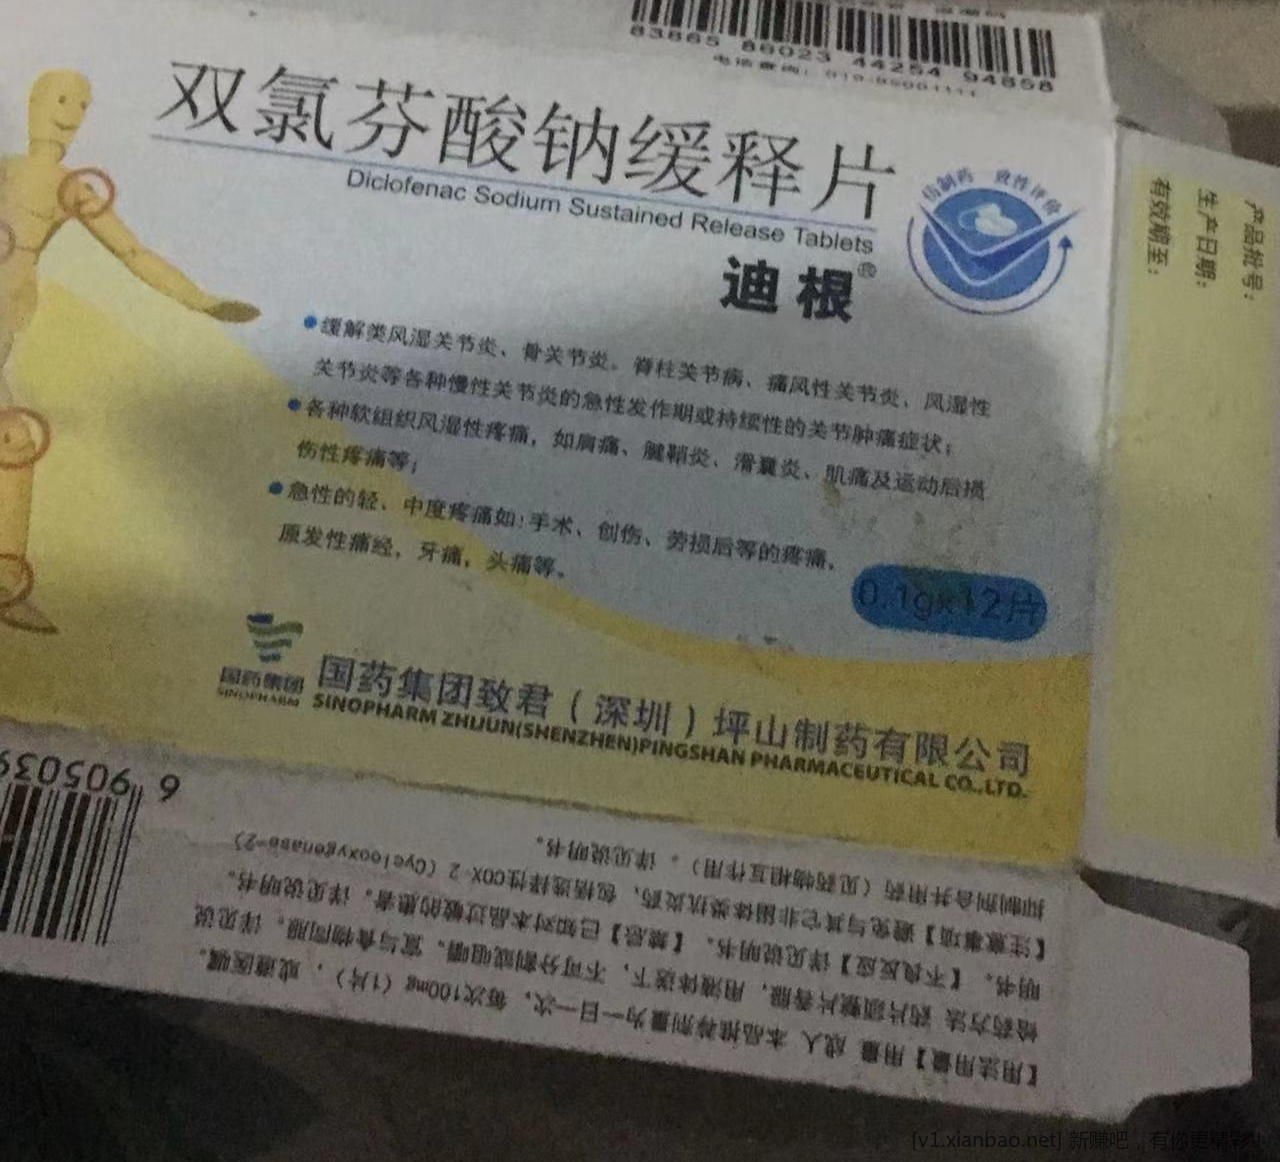 83665 86023 44254 94858
双氯芬酸钠缓释片
Diclofenac Sodium Sustained Release Tablets
迪根®
仿制药一致性评价
产品批号：
生产日期：
有效期至：
●缓解类风湿关节炎、骨关节炎。脊柱关节病、痛风性关节炎、风湿性
关节炎等各种慢性关节炎的急性发作期或持续性的关节肿痛症状；
●各种软组织风湿性疼痛，如肩痛、腱鞘炎、滑囊炎、肌痛及运动后损
伤性疼痛等；
●急性的轻、中度疼痛如：手术、创伤、劳损后等的疼痛，
原发性痛经，牙痛，头痛等。
0.1g×12片
国药集团
SINOPHARM
国药集团致君（深圳）坪山制药有限公司
SINOPHARM ZHIJUN(SHENZHEN)PINGSHAN PHARMACEUTICAL CO.,LTD.
6 905039
【用法用量】用量 成人 本品推荐剂量为一日一次，每次100mg（1片），或遵医嘱。
给药方法 药片须整片吞服，用液体送下，不可分割或咀嚼，宜与食物同服。详见说
明书。【不良反应】详见说明书。【禁忌】已知对本品过敏的患者。详见说明书。
【注意事项】避免与其它非甾体类抗炎药，包括选择性COX-2（Cyclooxygenase-2）
抑制剂合并用药（见药物相互作用）。详见说明书。
[v1.xianbao.net] 新赚吧，有你更精彩！